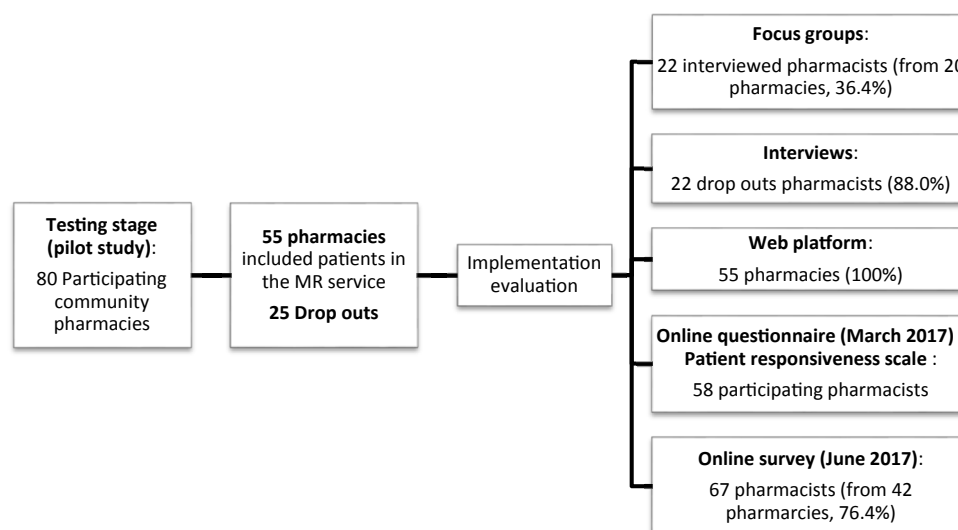 Testing stage
(pilot study):
80 Participating
community
pharmacies
55 pharmacies
included patients in
the MR service
25 Drop outs
Implementation
evaluation
Focus groups:
22 interviewed pharmacists (from 20
pharmacies, 36.4%)
Interviews:
22 drop outs pharmacists (88.0%)
Web platform:
55 pharmacies (100%)
Online questionnaire (March 2017)
Patient responsiveness scale :
58 participating pharmacists
Online survey (June 2017):
67 pharmacists (from 42
pharmarcies, 76.4%)